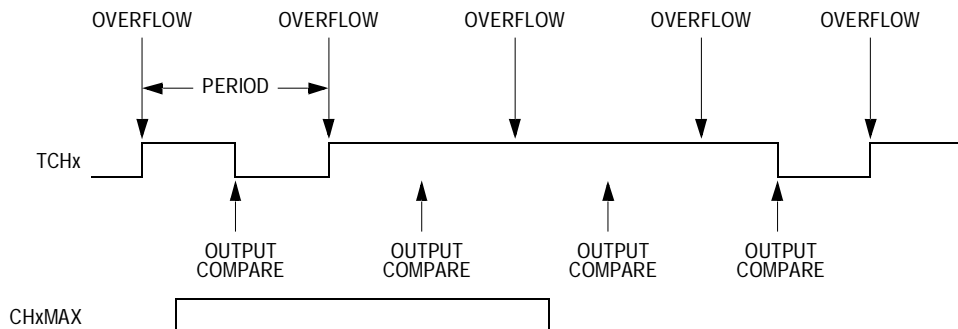 OVERFLOW OVERFLOW OVERFLOW OVERFLOW OVERFLOW
PERIOD
TCHx
OUTPUT COMPARE
OUTPUT COMPARE
OUTPUT COMPARE
OUTPUT COMPARE
CHxMAX